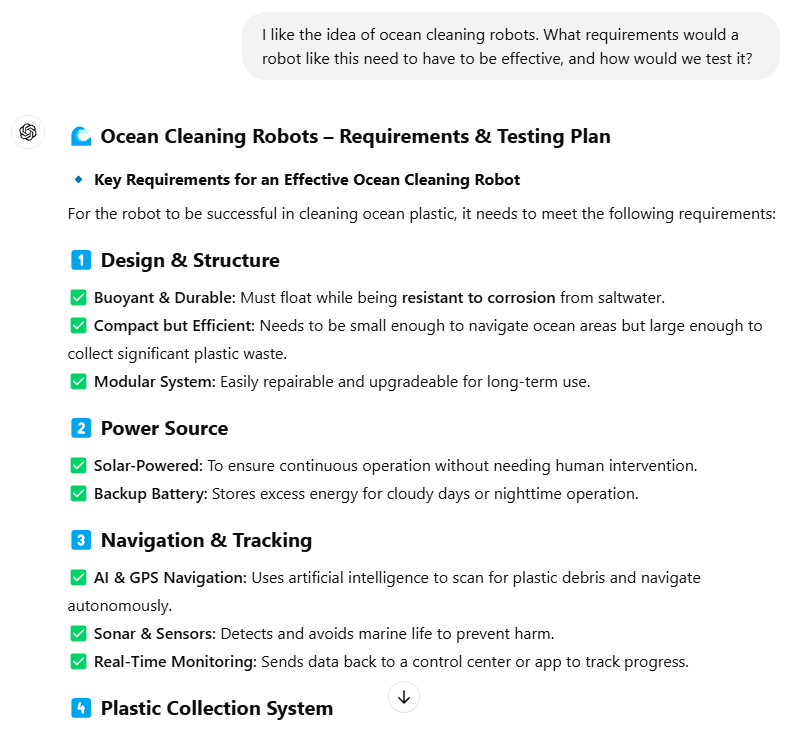 I like the idea of ocean cleaning robots. What requirements would a
robot like this need to have to be effective, and how would we test it?
🌊 Ocean Cleaning Robots – Requirements & Testing Plan
🔹 Key Requirements for an Effective Ocean Cleaning Robot
For the robot to be successful in cleaning ocean plastic, it needs to meet the following requirements:
1️⃣ Design & Structure
✅ Buoyant & Durable: Must float while being resistant to corrosion from saltwater.
✅ Compact but Efficient: Needs to be small enough to navigate ocean areas but large enough to
collect significant plastic waste.
✅ Modular System: Easily repairable and upgradeable for long-term use.
2️⃣ Power Source
✅ Solar-Powered: To ensure continuous operation without needing human intervention.
✅ Backup Battery: Stores excess energy for cloudy days or nighttime operation.
3️⃣ Navigation & Tracking
✅ AI & GPS Navigation: Uses artificial intelligence to scan for plastic debris and navigate
autonomously.
✅ Sonar & Sensors: Detects and avoids marine life to prevent harm.
✅ Real-Time Monitoring: Sends data back to a control center or app to track progress.
4️⃣ Plastic Collection System